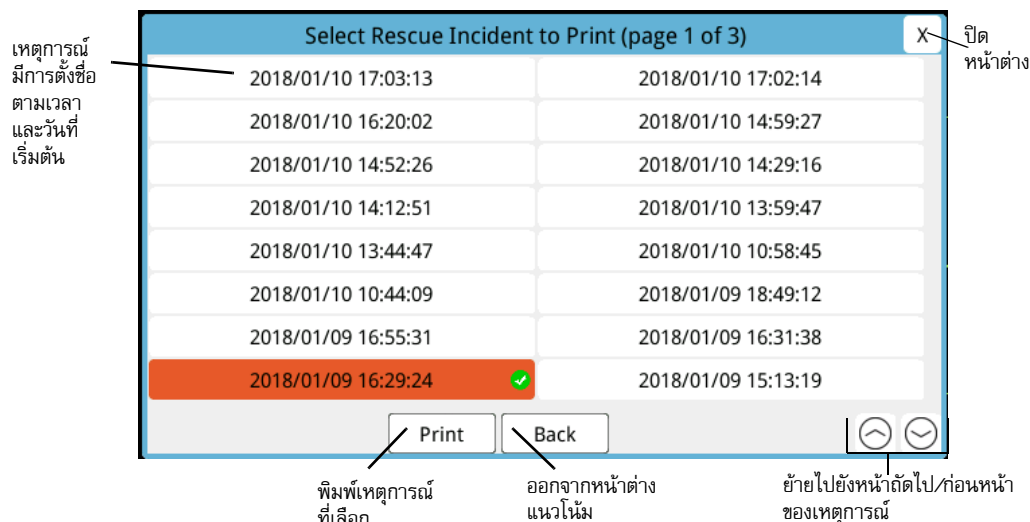 Select Rescue Incident to Print (page 1 of 3)
X
ปิด
หน้าต่าง
เหตุการณ์
มีการตั้งชื่อ
ตามเวลา
และวันที่
เริ่มต้น
2018/01/10 17:03:13
2018/01/10 17:02:14
2018/01/10 16:20:02
2018/01/10 14:59:27
2018/01/10 14:52:26
2018/01/10 14:29:16
2018/01/10 14:12:51
2018/01/10 13:59:47
2018/01/10 13:44:47
2018/01/10 10:58:45
2018/01/10 10:44:09
2018/01/09 18:49:12
2018/01/09 16:55:31
2018/01/09 16:31:38
2018/01/09 16:29:24
2018/01/09 15:13:19
Print
Back
พิมพ์เหตุการณ์
ที่เลือก
ออกจากหน้าต่าง
แนวโน้ม
ย้ายไปยังหน้าถัดไป/ก่อนหน้า
ของเหตุการณ์